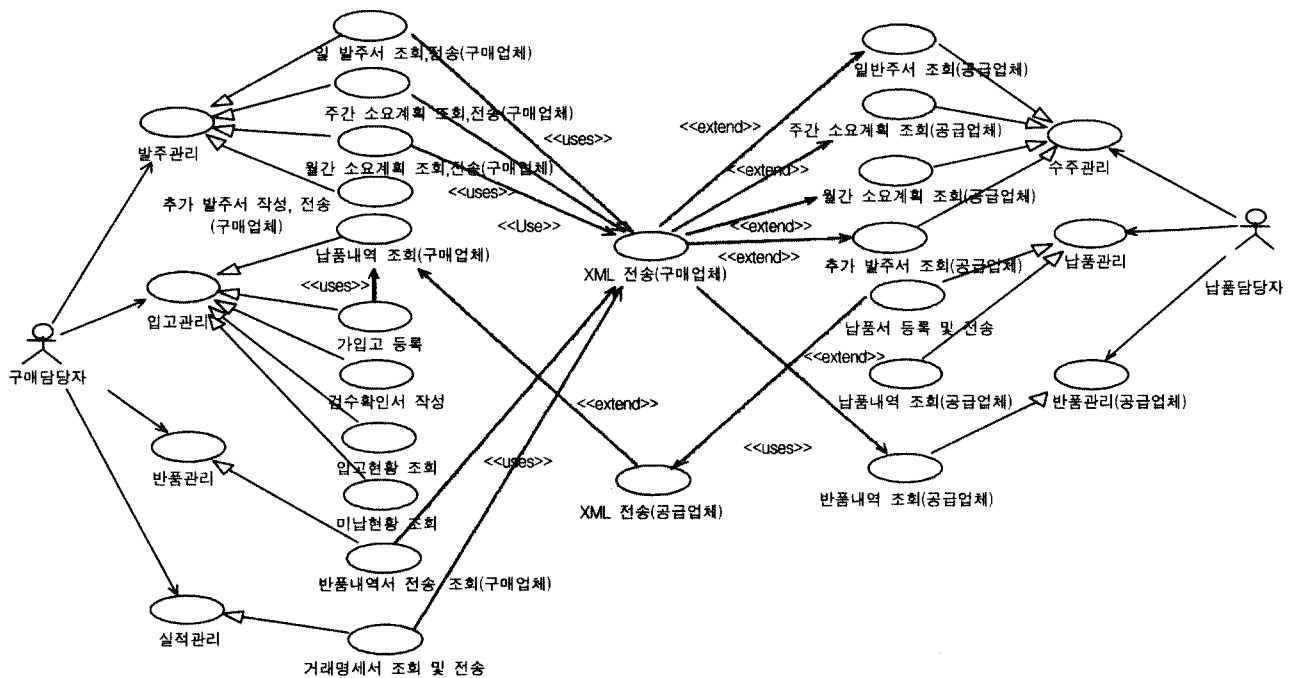 일 발주서 조회,전송(구매업체)
주간 소요계획 조회,전송(구매업체)
발주관리
월간 소요계획 조회,전송(구매업체)
추가 발주서 작성, 전송
(구매업체)
납품내역 조회(구매업체)
<<uses>>
입고관리
가입고 등록
구매담당자
검수확인서 작성
입고현황 조회
반품관리
미납현황 조회
반품내역서 전송 조회(구매업체)
실적관리
거래명세서 조회 및 전송
<<uses>>
<<uses>>
<<Use>>
XML 전송(구매업체)
<<extend>>
<<uses>>
XML 전송(공급업체)
<<extend>>
<<extend>>
<<extend>>
<<extend>>
<<extend>>
<<uses>>
일반주서 조회(공급업체)
주간 소요계획 조회(공급업체)
수주관리
월간 소요계획 조회(공급업체)
추가 발주서 조회(공급업체)
납품관리
납품담당자
납품서 등록 및 전송
납품내역 조회(공급업체)
반품관리(공급업체)
반품내역 조회(공급업체)